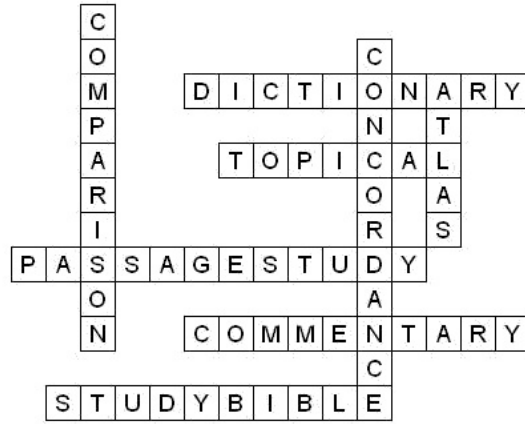 COMPARISON
CONCORDANCE
DICTIONARY
ATLAS
TOPICAL
PASSAGESTUDY
COMMENTARY
STUDYBIBLE